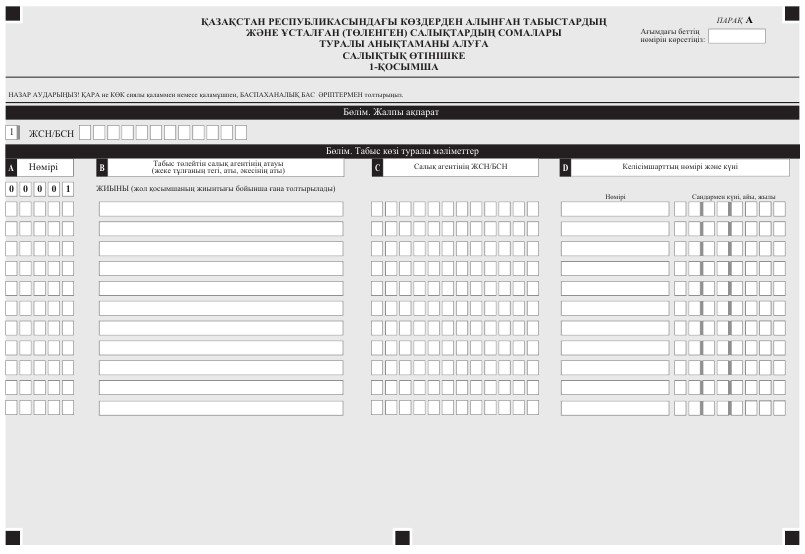 ҚАЗАҚСТАН РЕСПУБЛИКАСЫНДАҒЫ КӨЗДЕРДЕН АЛЫНҒАН ТАБЫСТАРДЫҢ
ЖӘНЕ ҰСТАЛҒАН (ТӨЛЕНГЕН) САЛЫҚТАРДЫҢ СОМАЛАРЫ
ТУРАЛЫ АНЫҚТАМАНЫ АЛУҒА
САЛЫҚТЫҚ ӨТІНІШКЕ
1-ҚОСЫМША
ПАРАҚ А
Ағымдағы беттің
нөмірін көрсетіңіз:
НАЗАР АУДАРЫҢЫЗ! ҚАРА не КӨК сиялы қаламмен немесе қаламұшпен, БАСПАХАНАЛЫҚ БАС ӘРІПТЕРМЕН толтырыңыз.
Бөлім. Жалпы ақпарат
1 ЖСН/БСН
Бөлім. Табыс көзі туралы мәліметтер
A Нөмірі
B Табыс төлейтін салық агентінің атауы
(жеке тұлғаның тегі, аты, әкесінің аты)
C Салық агентінің ЖСН/БСН
D Келісімшарттың нөмірі және күні
0 0 0 0 1 ЖИЫНЫ (жол қосымшаның жиынтығы бойынша ғана толтырылады)
Нөмірі Сандармен күні, айы, жылы